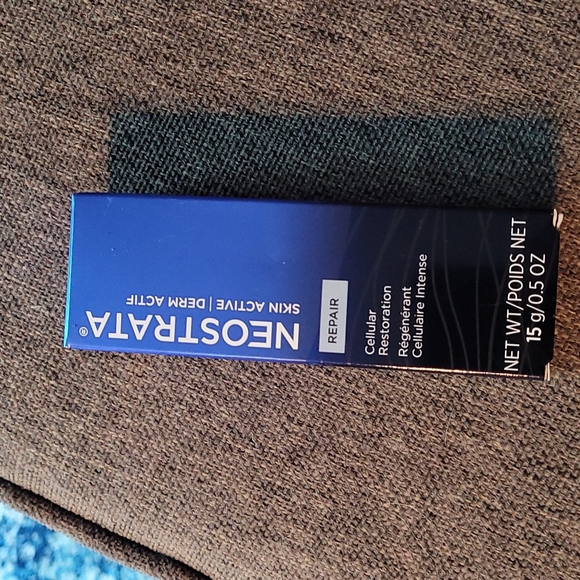 NEOSTRATA®
SKIN ACTIVE | DERM ACTIF
REPAIR
Cellular
Restoration
Régénérant
Cellulaire Intense
NET WT/POIDS NET
15 g/0.5 OZ